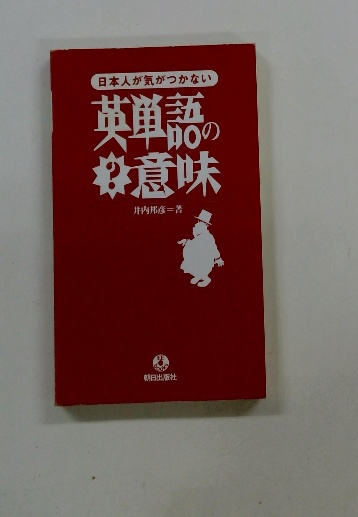 日本人が気がつかない
英単語の
?意味
井内邦彦=著
朝日出版社